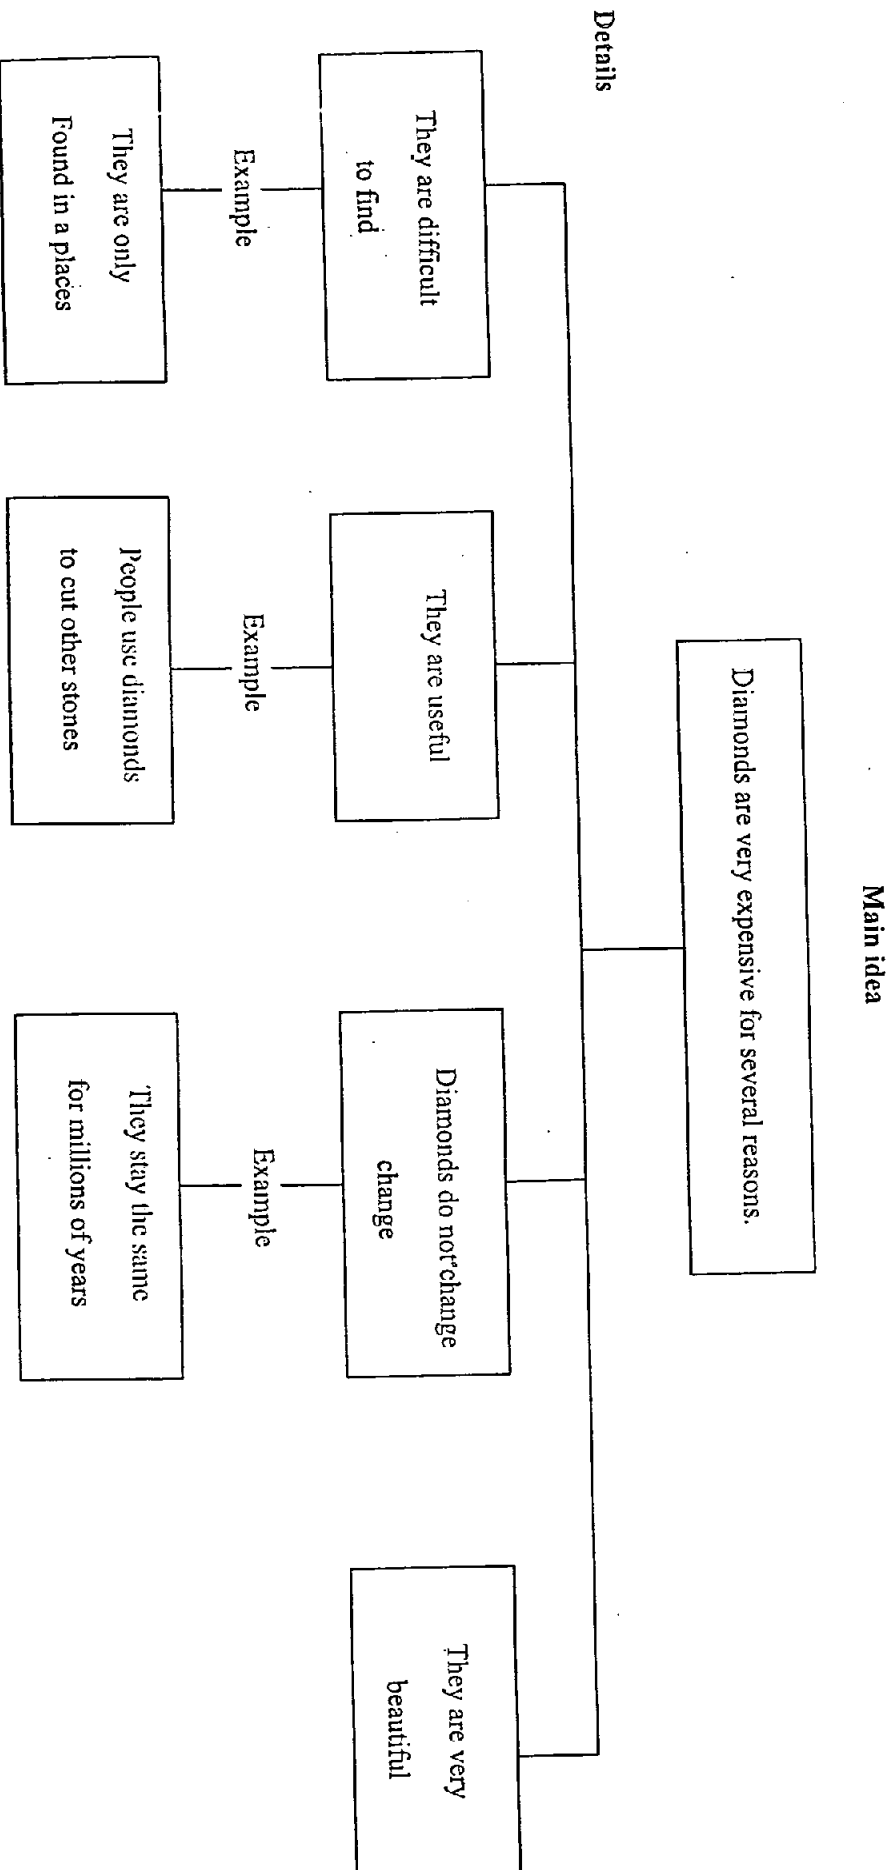 Main idea
Diamonds are very expensive for several reasons.
Details
They are difficult
to find
They are useful
Diamonds do not change
change
They are very
beautiful
Example
Example
Example
They are only
Found in a places
People use diamonds
to cut other stones
They stay the same
for millions of years